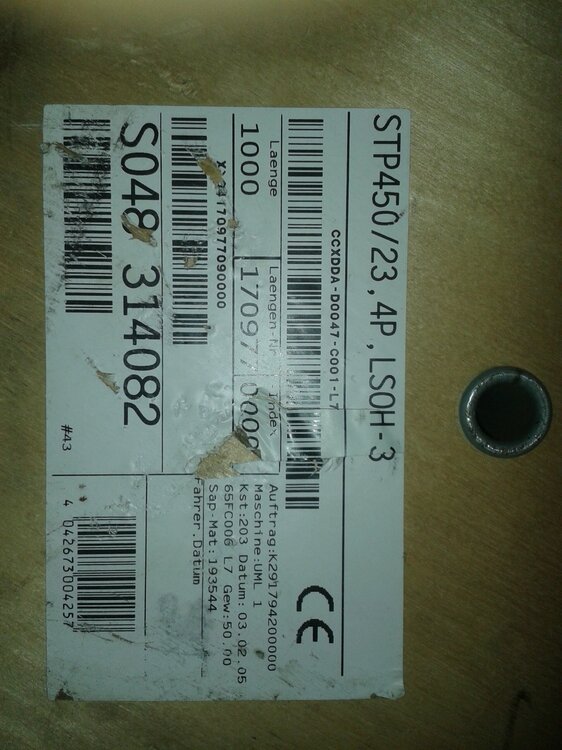 STP450/23,4P,LSOH-3
CCXDDA-D0047-C001-L7
CE
Laenge
1000
Laengen-Nr
170977
Index
000
Auftrag:K291794200000
Maschine:UML 1
Kst:203 Datum:03.02.05
65FC006 L7 Gew:50,00
Sap-Mat:193544
Fahrer.Datum
S048 314082
#43
4 042673 004257